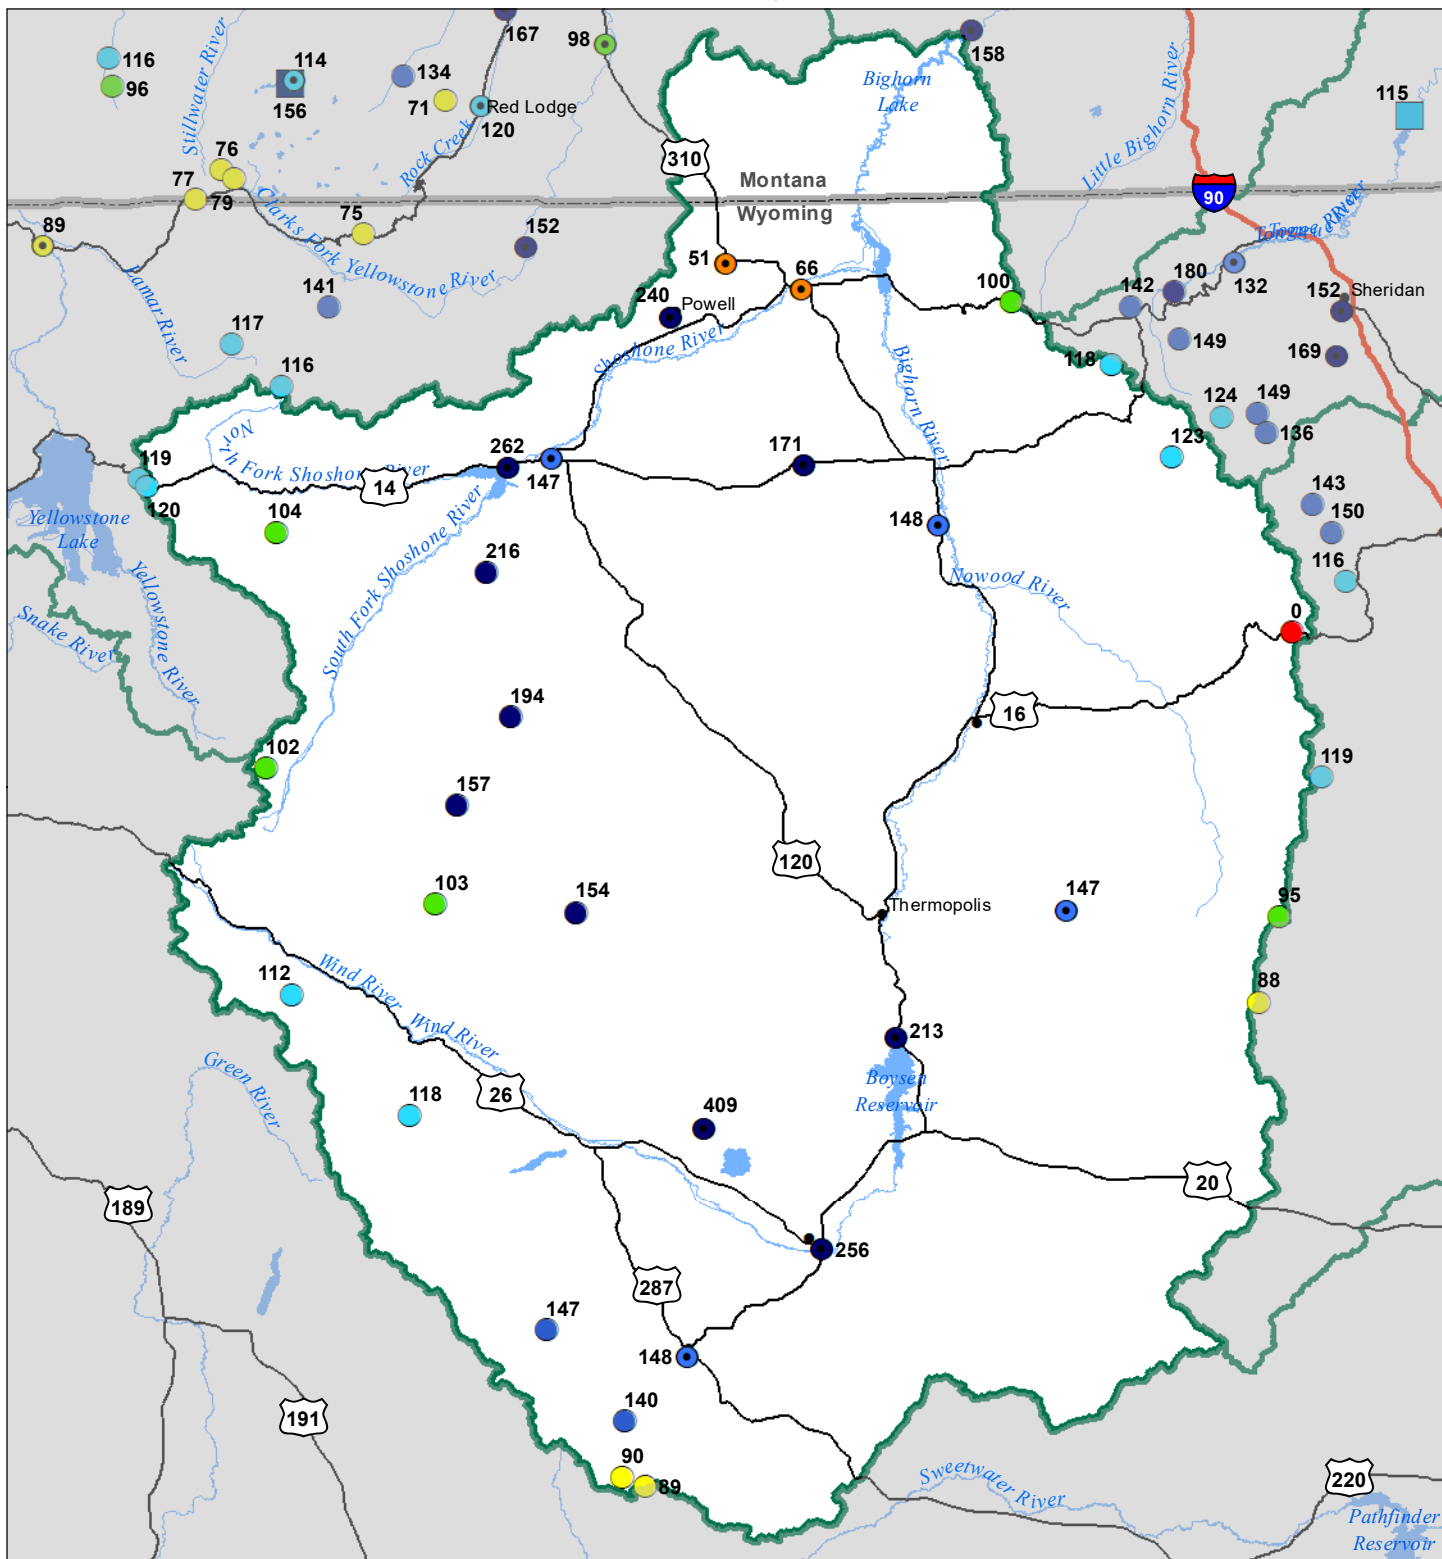 167
98
158
116
96
114
156
134
71
Red Lodge
120
Stillwater River
Rock Creek
Bighorn
Lake
Little Bighorn River
115
310
Montana
Wyoming
90
76
77
79
75
89
Clarks Fork Yellowstone River
152
Lamar River
141
117
116
51
66
240
Powell
Shoshone River
100
142
180
132
Tongue River
152
Sheridan
149
169
118
124
149
136
123
Bighorn River
North Fork Shoshone River
14
262
147
171
148
119
120
104
Yellowstone
Lake
143
150
116
216
South Fork Shoshone River
Yellowstone River
Snake River
Nowood River
0
194
16
102
157
119
120
103
154
Thermopolis
147
95
112
Wind River
Wind River
88
213
Boysen
Reservoir
Green River
26
118
409
20
189
256
287
147
148
191
140
90
89
Sweetwater River
220
Pathfinder
Reservoir